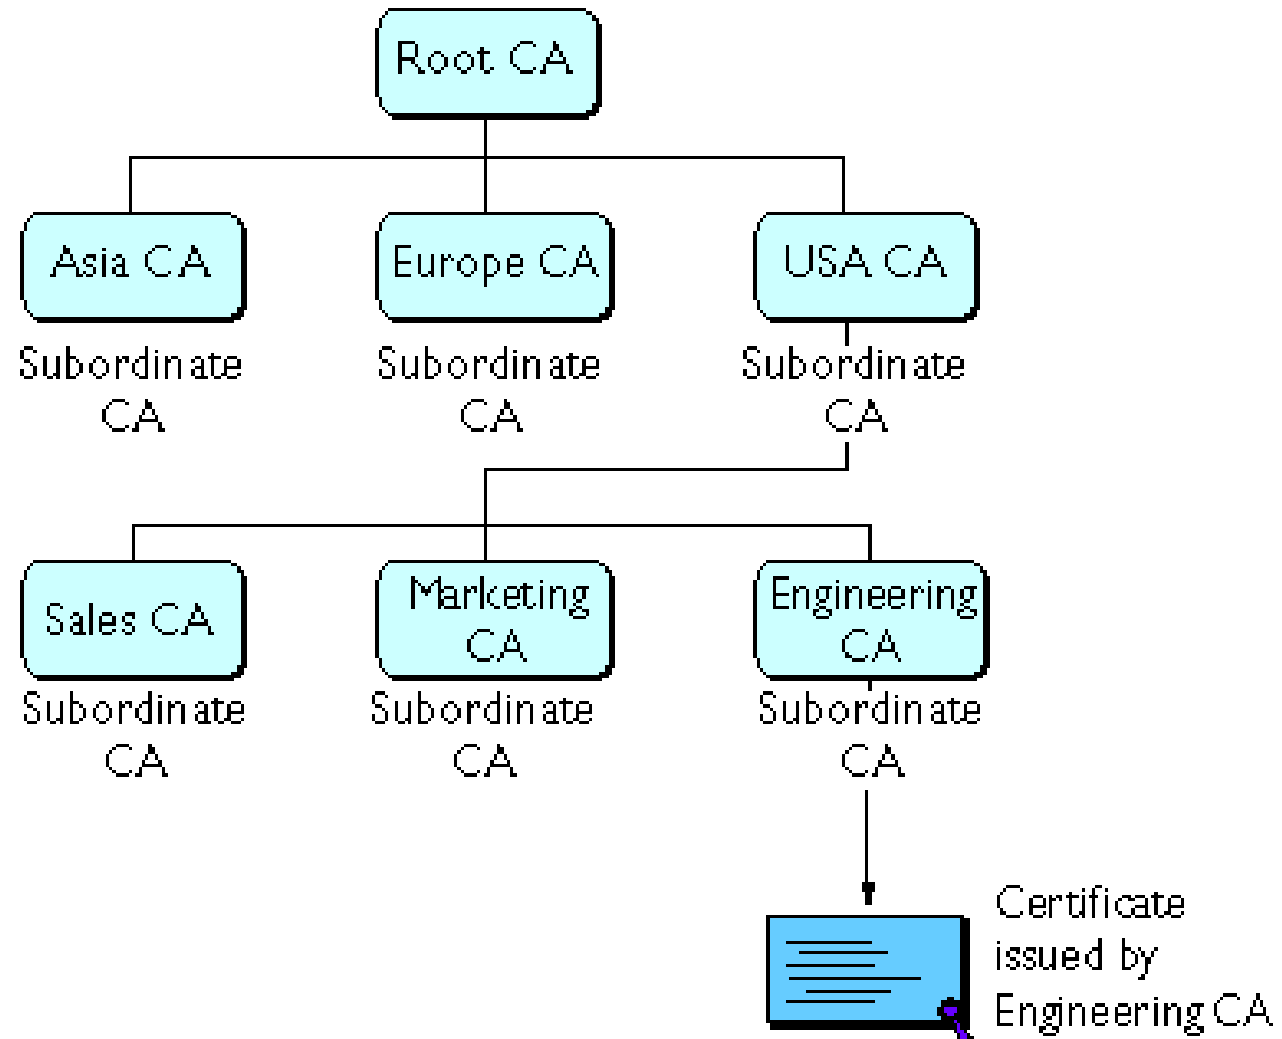 Root CA
Asia CA
Europe CA
USA CA
Subordinate
CA
Subordinate
CA
Subordinate
CA
Sales CA
Marketing
CA
Engineering
CA
Subordinate
CA
Subordinate
CA
Subordinate
CA
Certificate
issued by
Engineering CA